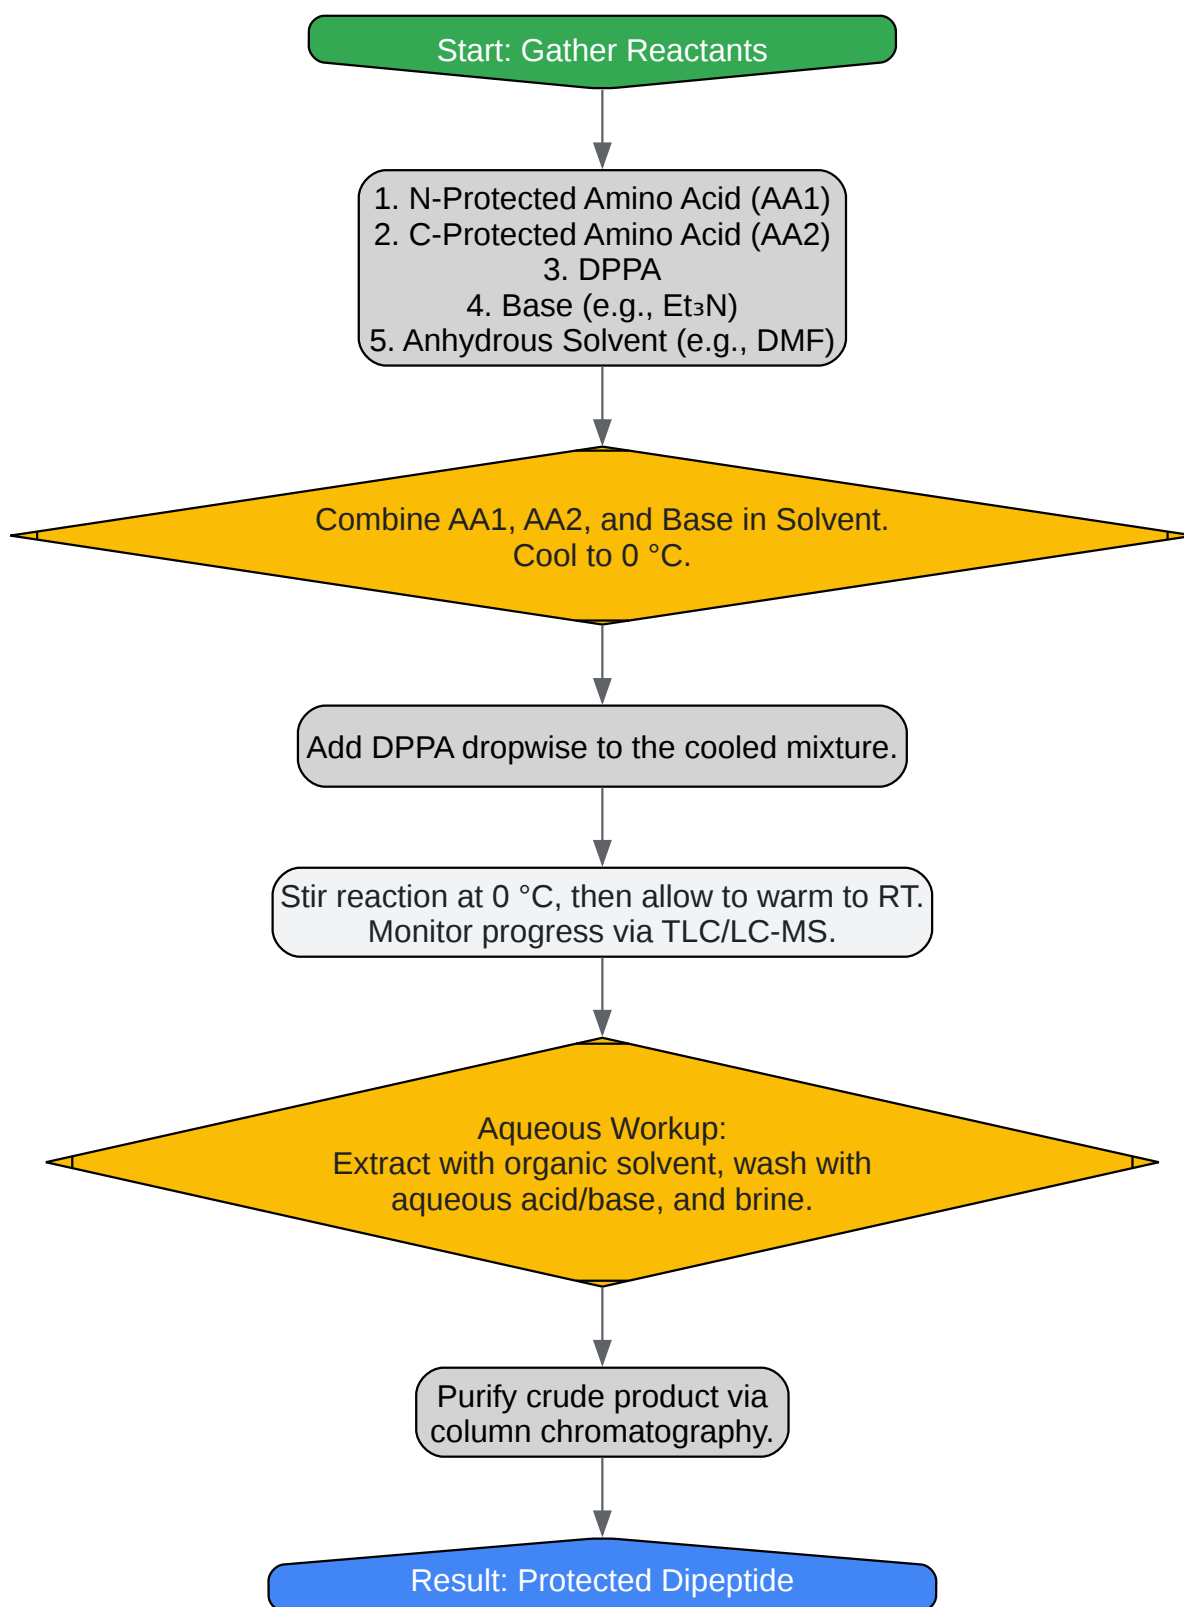 Start: Gather Reactants
1. N-Protected Amino Acid (AA1)
2. C-Protected Amino Acid (AA2)
3. DPPA
4. Base (e.g., Et₃N)
5. Anhydrous Solvent (e.g., DMF)
Combine AA1, AA2, and Base in Solvent.
Cool to 0 °C.
Add DPPA dropwise to the cooled mixture.
Stir reaction at 0 °C, then allow to warm to RT.
Monitor progress via TLC/LC-MS.
Aqueous Workup:
Extract with organic solvent, wash with
aqueous acid/base, and brine.
Purify crude product via
column chromatography.
Result: Protected Dipeptide